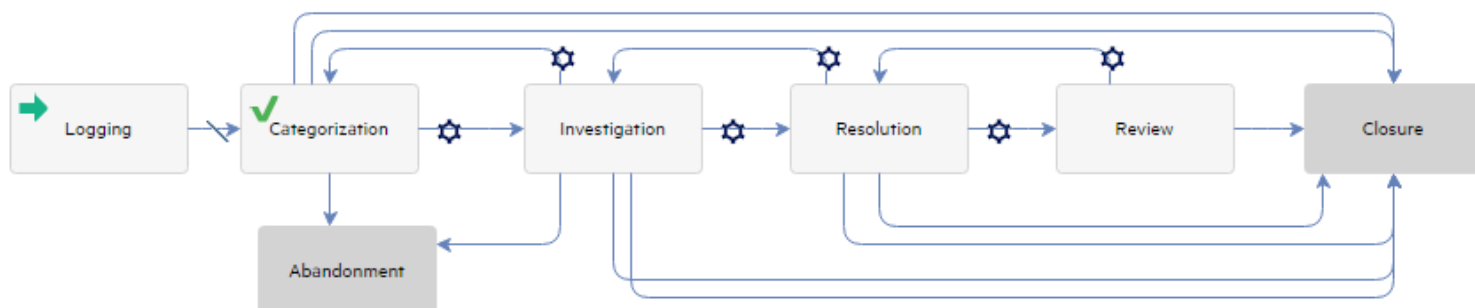 Logging
Categorization
Investigation
Resolution
Review
Closure
Abandonment